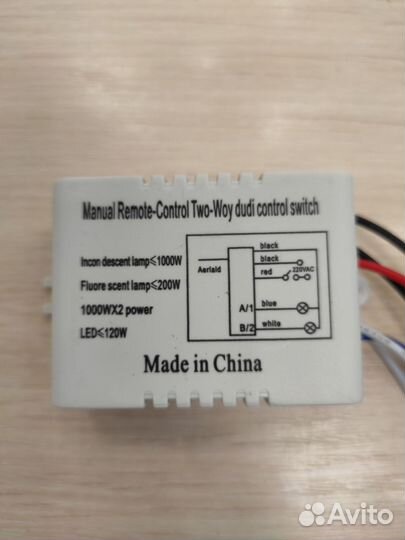 Manual Remote-Control Two-Woy dudi control switch
Incon descent lamp≤1000W
Fluore scent lamp≤200W
1000WX2 power
LED≤120W
Aerlald
black
black
red
220VAC
A/1
blue
B/2
white
Made in China
Avito